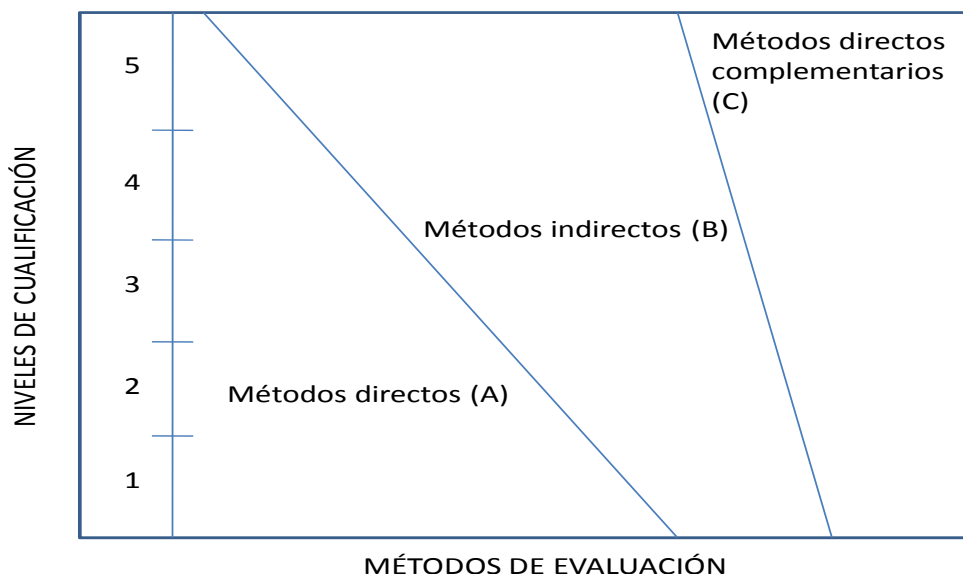 NIVELES DE CUALIFICACIÓN
5
4
3
2
1
Métodos directos
complementarios
(C)
Métodos indirectos (B)
Métodos directos (A)
MÉTODOS DE EVALUACIÓN